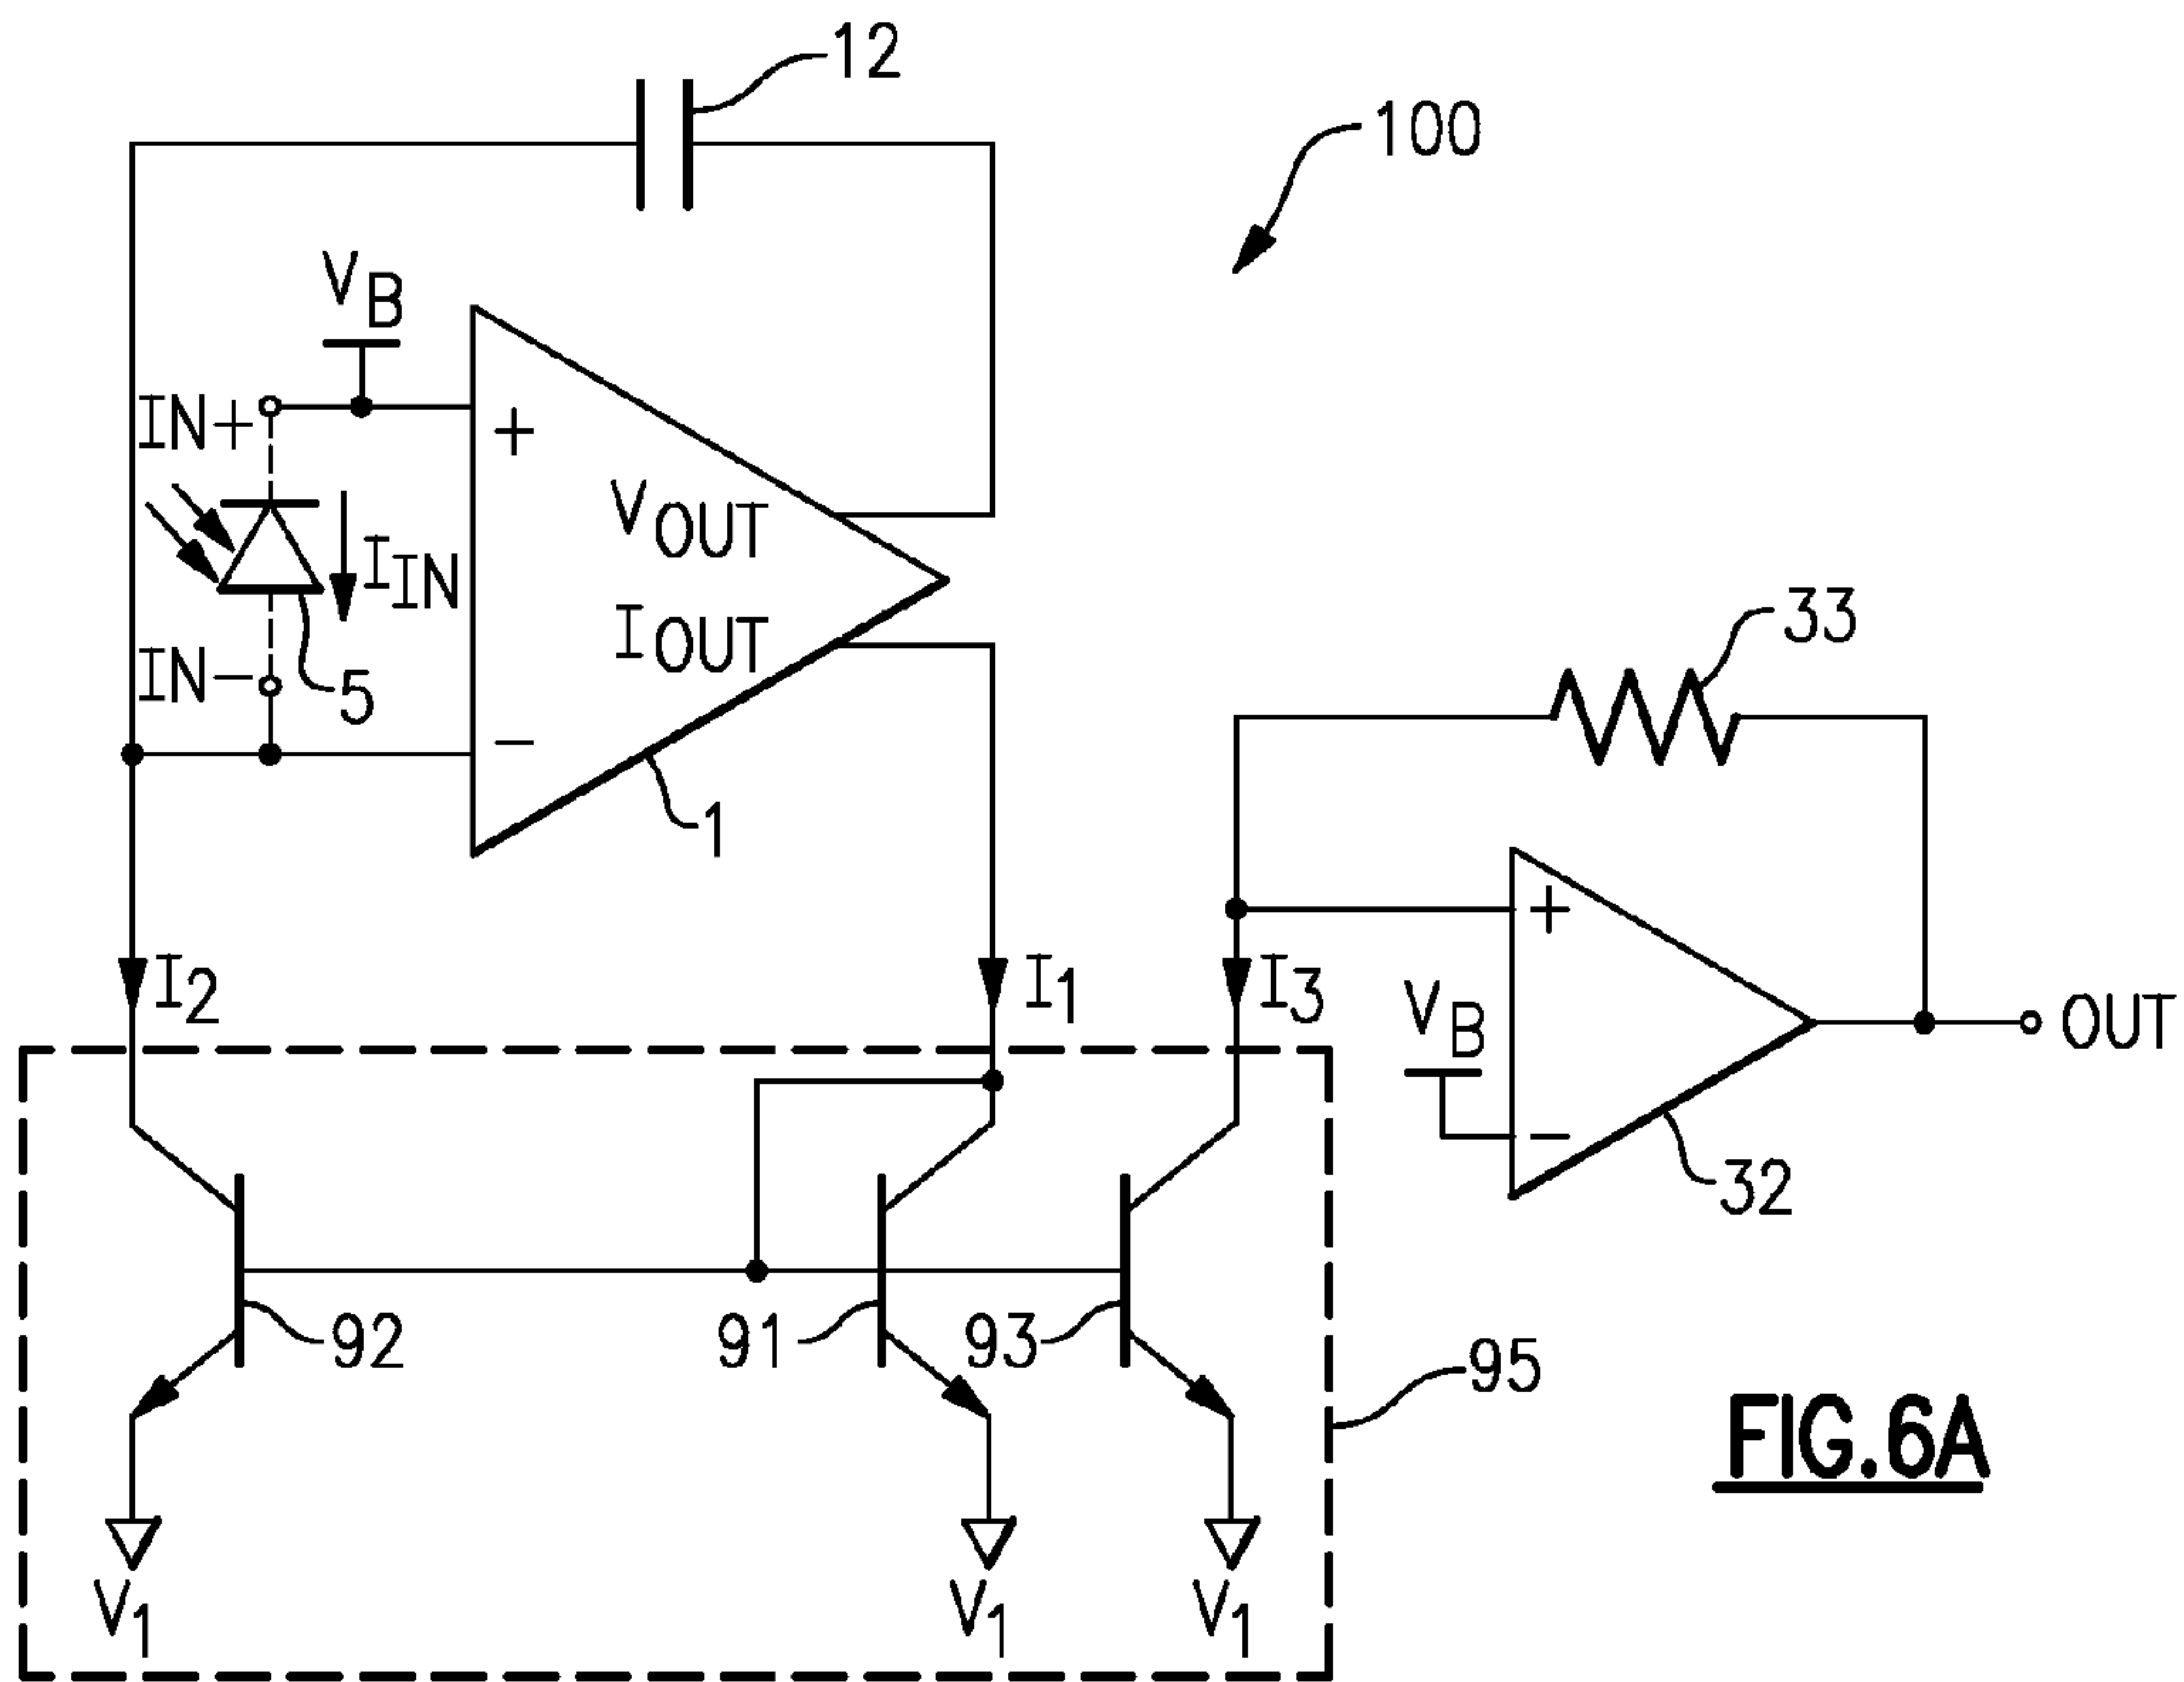 12
100
VB
IN+
+
VOUT
IIN
IOUT
33
IN-
5
-
1
+
I2
I1
I3
VB
OUT
-
32
92
91
93
95
FIG.6A
V1
V1
V1